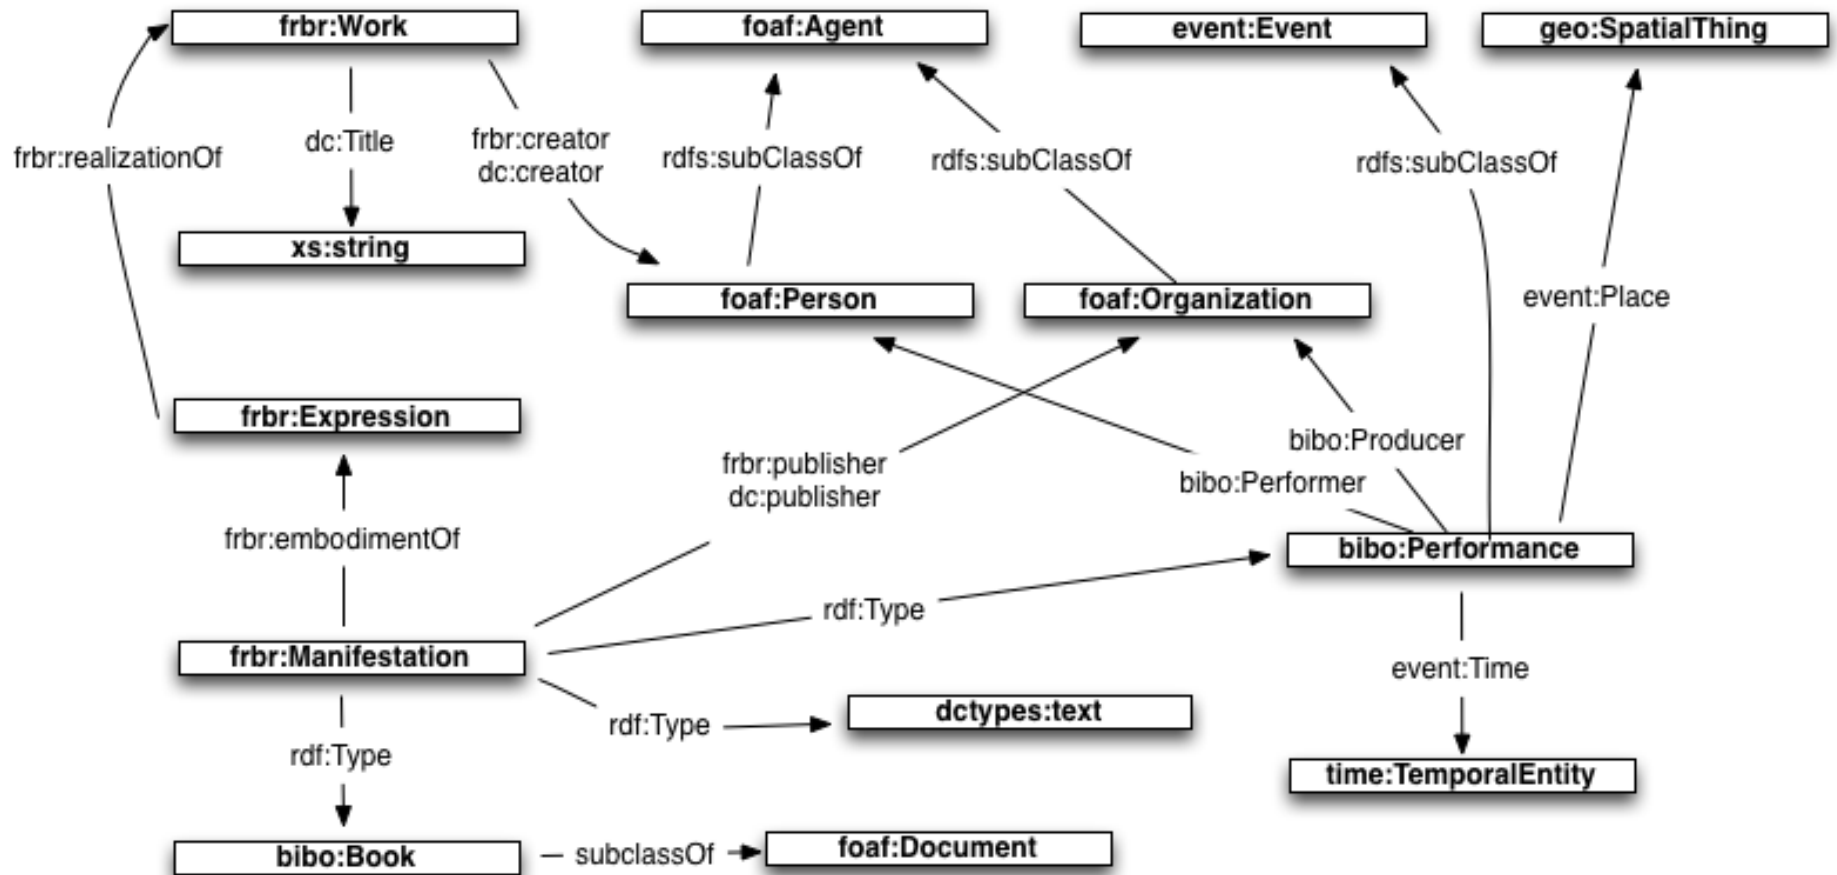 frbr:Work
foaf:Agent
event:Event
geo:SpatialThing
dc:Title
frbr:creator
dc:creator
frbr:realizationOf
rdfs:subClassOf
rdfs:subClassOf
rdfs:subClassOf
xs:string
foaf:Person
foaf:Organization
event:Place
frbr:Expression
bibo:Producer
frbr:publisher
dc:publisher
bibo:Performer
frbr:embodimentOf
bibo:Performance
rdf:Type
frbr:Manifestation
event:Time
dctypes:text
rdf:Type
rdf:Type
time:TemporalEntity
bibo:Book
subclassOf
foaf:Document